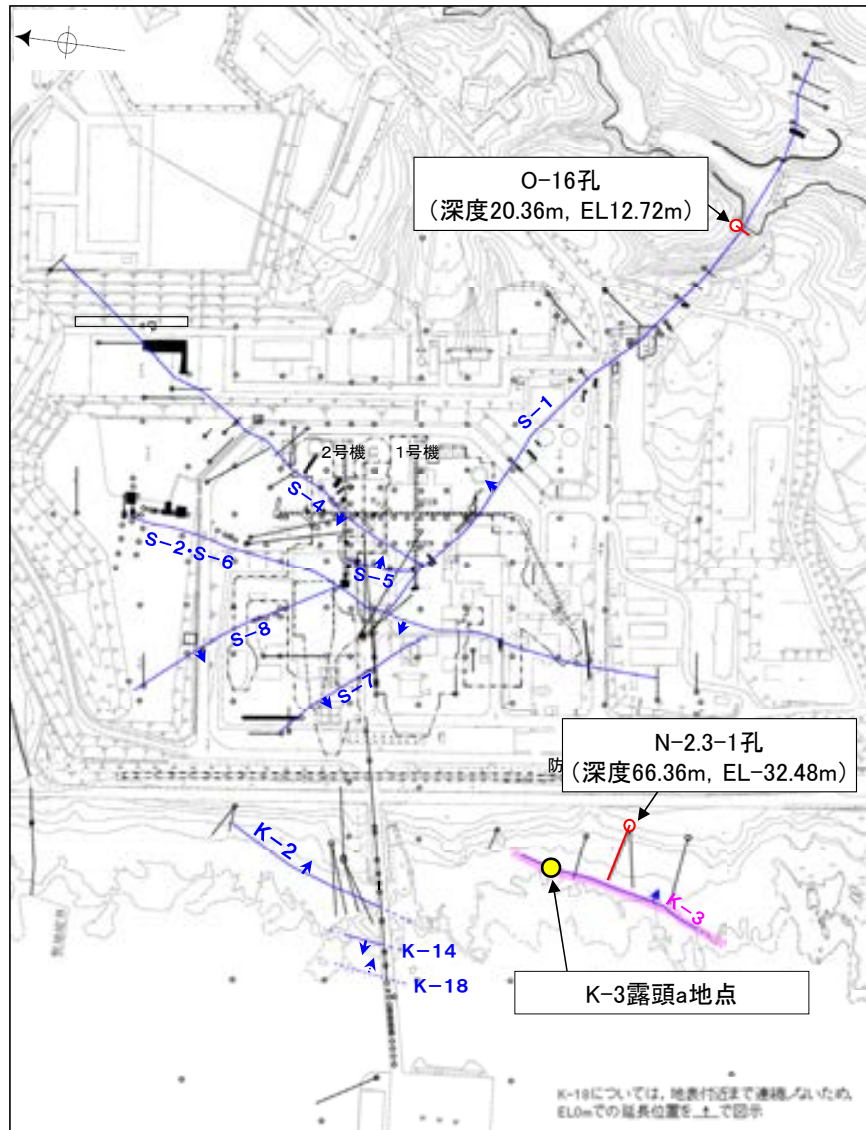 O-16孔
(深度20.36m, EL12.72m)
S-1
2号機
1号機
S-4
S-2・S-6
S-5
S-8
S-7
N-2.3-1孔
防
(深度66.36m, EL-32.48m)
K-2
K-3
K-14
K-18
K-3露頭a地点
K-18については、地表付近まで連続しないため、
EL0mでの延長位置を...で図示